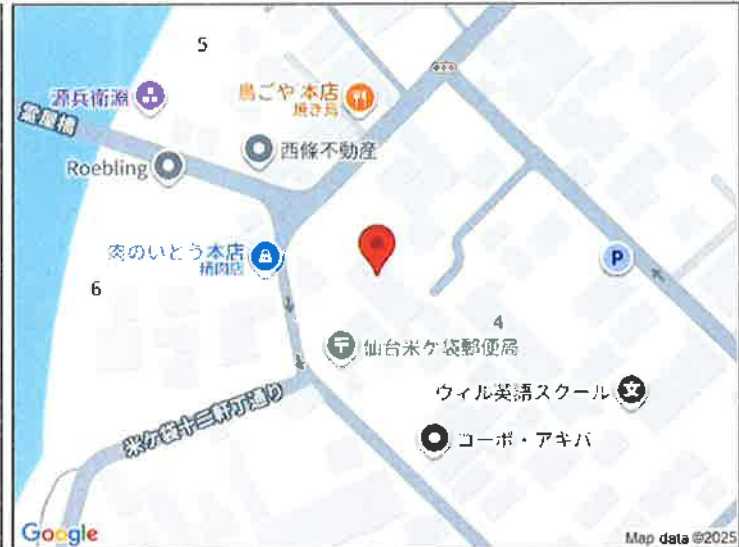 5
源兵衛淵
鳥ごや 本店
焼き鳥
霊屋橋
西條不動産
Roebling
肉のいとう本店
精肉店
P
6
4
仙台米ケ袋郵便局
ウィル英語スクール
米ケ袋十二軒丁通り
コーポ・アキバ
Google
Map data ©2025